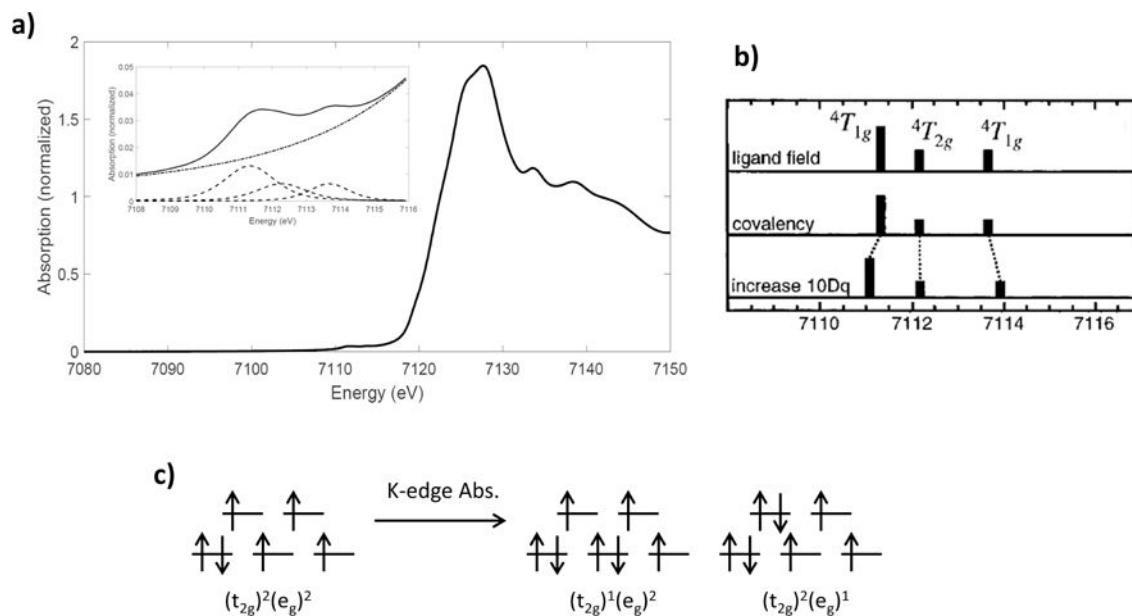 a)
2
1.5
1
0.5
0
Absorption (normalized)
7080 7090 7100 7110 7120 7130 7140 7150
Energy (eV)
0.05
0.04
0.03
0.02
0.01
0
Absorption (normalized)
7108 7109 7110 7111 7112 7113 7114 7115 7116
Energy (eV)
b)
⁴T₁g ⁴T₂g ⁴T₁g
ligand field
covalency
increase 10Dq
7110 7112 7114 7116
c)
K-edge Abs.
(t₂g)²(eg)² (t₂g)¹(eg)² (t₂g)²(eg)¹